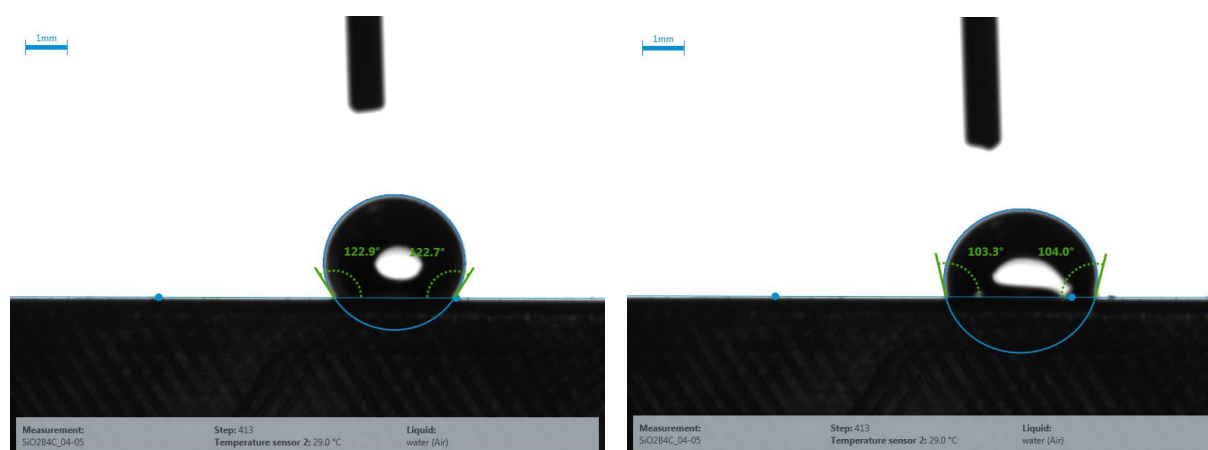 1mm
122.9° 122.7°
Measurement: Step: 413 Liquid:
SiO2B4C_04-05 Temperature sensor 2: 29.0 °C water (Air)
1mm
103.3° 104.0°
Measurement: Step: 413 Liquid:
SiO2B4C_04-05 Temperature sensor 2: 29.0 °C water (Air)